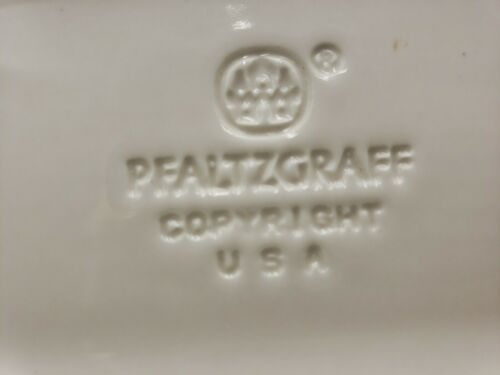 ®
PFALTZGRAFF
COPYRIGHT
U S A